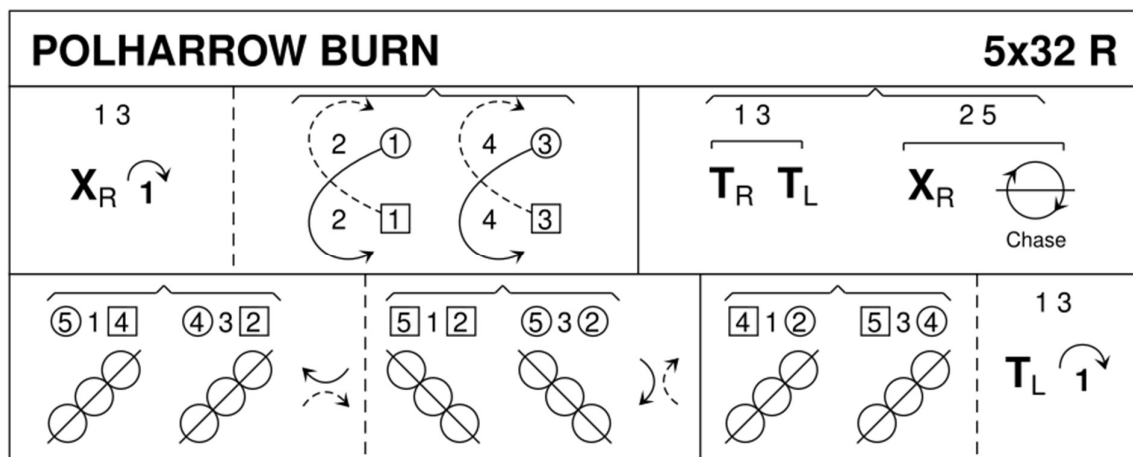 POLHARROW BURN 5x32 R
1 3
XR 1
2 1 4 3
2 1 4 3
1 3 2 5
TR TL XR
Chase
5 1 4 4 3 2
5 1 2 5 3 2
4 1 2 5 3 4
1 3
TL 1